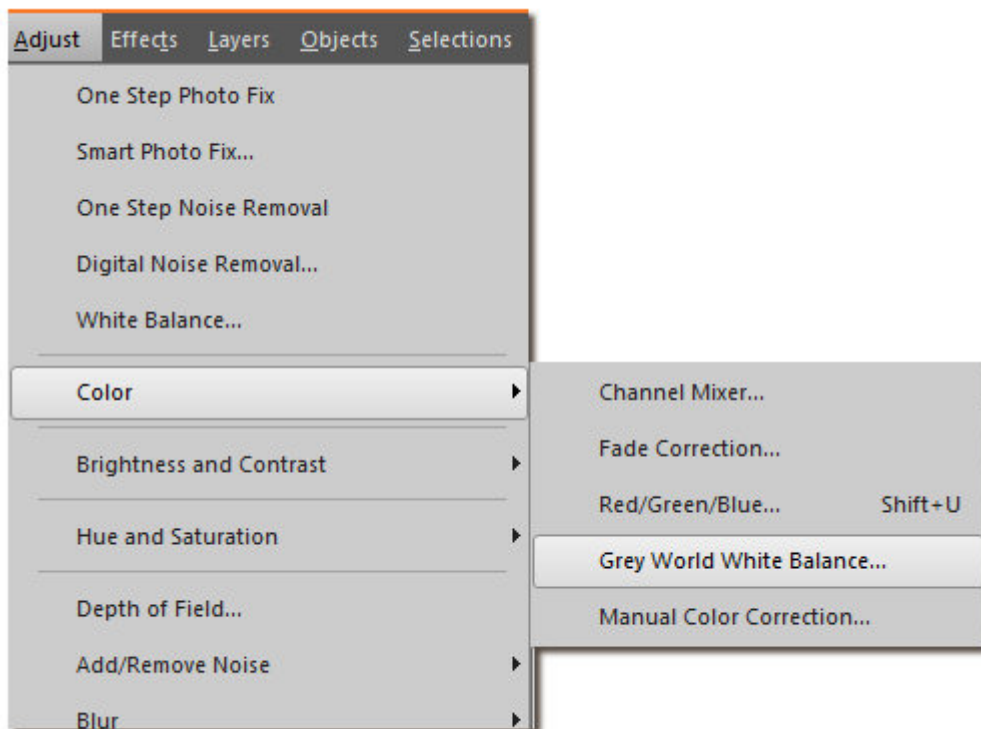 Adjust Effects Layers Objects Selections
One Step Photo Fix
Smart Photo Fix...
One Step Noise Removal
Digital Noise Removal...
White Balance...
Color
Brightness and Contrast
Hue and Saturation
Depth of Field...
Add/Remove Noise
Blur
Channel Mixer...
Fade Correction...
Red/Green/Blue... Shift+U
Grey World White Balance...
Manual Color Correction...